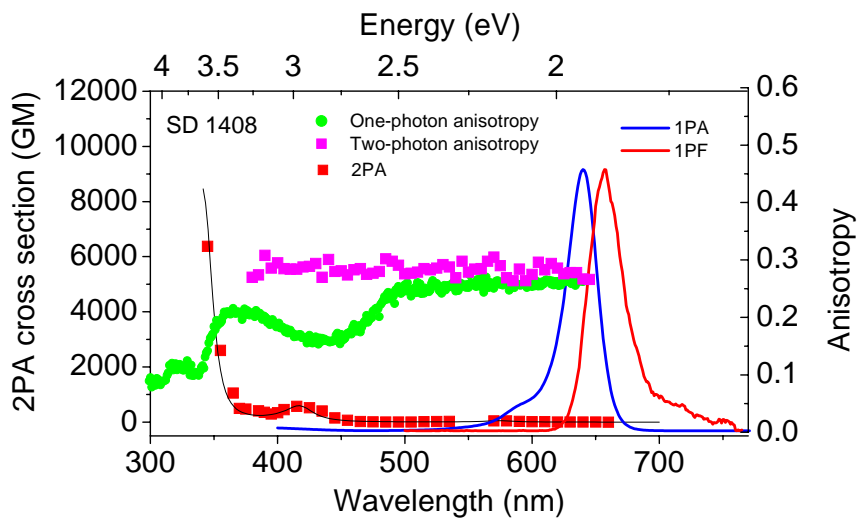 Energy (eV)
4 3.5 3 2.5 2
12000 0.6
SD 1408 One-photon anisotropy 1PA
Two-photon anisotropy 1PF
2PA
10000 0.5
8000 0.4
6000 0.3
4000 0.2
2000 0.1
0 0.0
2PA cross section (GM)
Anisotropy
300 400 500 600 700
Wavelength (nm)